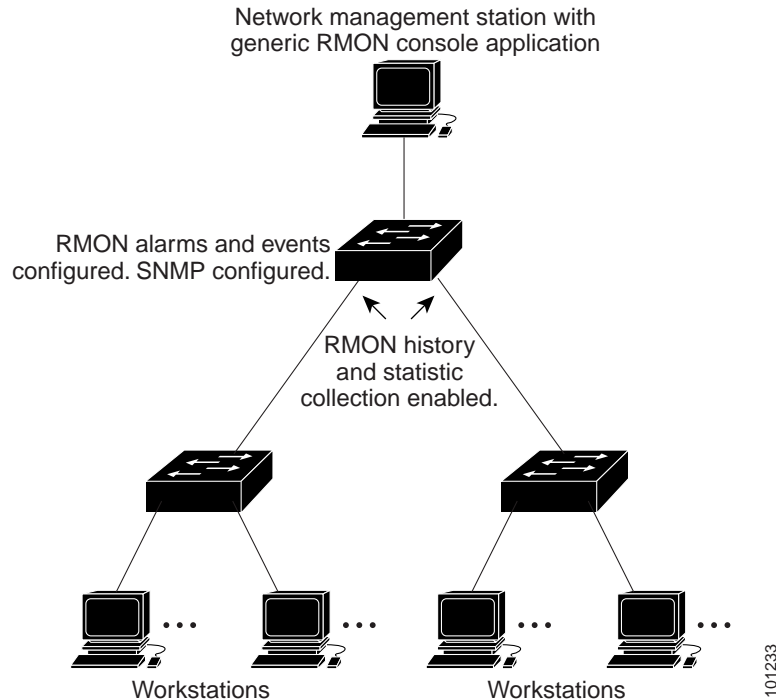 Network management station with
generic RMON console application
RMON alarms and events
configured. SNMP configured.
RMON history
and statistic
collection enabled.
Workstations
Workstations
101233